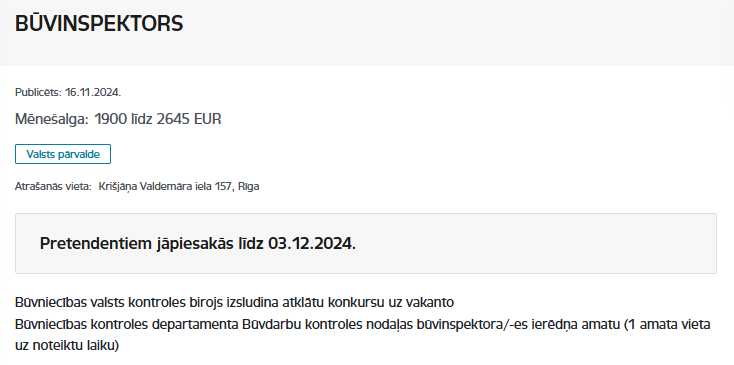 BŪVINSPEKTORS
Publicēts: 16.11.2024.
Mēnešalga: 1900 līdz 2645 EUR
Valsts pārvalde
Atrašanās vieta: Krišjāņa Valdemāra iela 157, Rīga
Pretendentiem jāpiesakās līdz 03.12.2024.
Būvniecības valsts kontroles birojs izsludina atklātu konkursu uz vakanto
Būvniecības kontroles departamenta Būvdarbu kontroles nodaļas būvinspektora/-es ierēdņa amatu (1 amata vieta
uz noteiktu laiku)